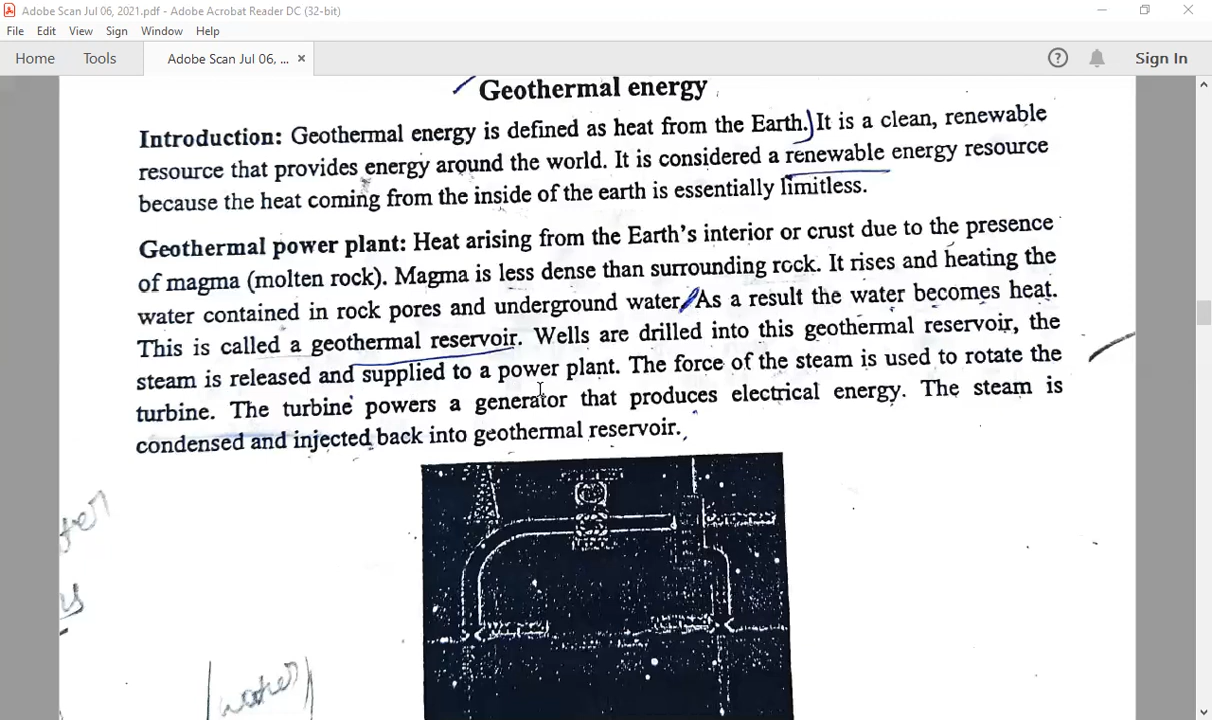 Adobe Scan Jul 06, 2021.pdf - Adobe Acrobat Reader DC (32-bit)
File Edit View Sign Window Help
Home Tools Adobe Scan Jul 06, ... × Sign In
Geothermal energy
Introduction: Geothermal energy is defined as heat from the Earth. It is a clean, renewable
resource that provides energy around the world. It is considered a renewable energy resource
because the heat coming from the inside of the earth is essentially limitless.
Geothermal power plant: Heat arising from the Earth's interior or crust due to the presence
of magma (molten rock). Magma is less dense than surrounding rock. It rises and heating the
water contained in rock pores and underground water. As a result the water becomes heat.
This is called a geothermal reservoir. Wells are drilled into this geothermal reservoir, the
steam is released and supplied to a power plant. The force of the steam is used to rotate the
turbine. The turbine powers a generator that produces electrical energy. The steam is
condensed and injected back into geothermal reservoir.
water